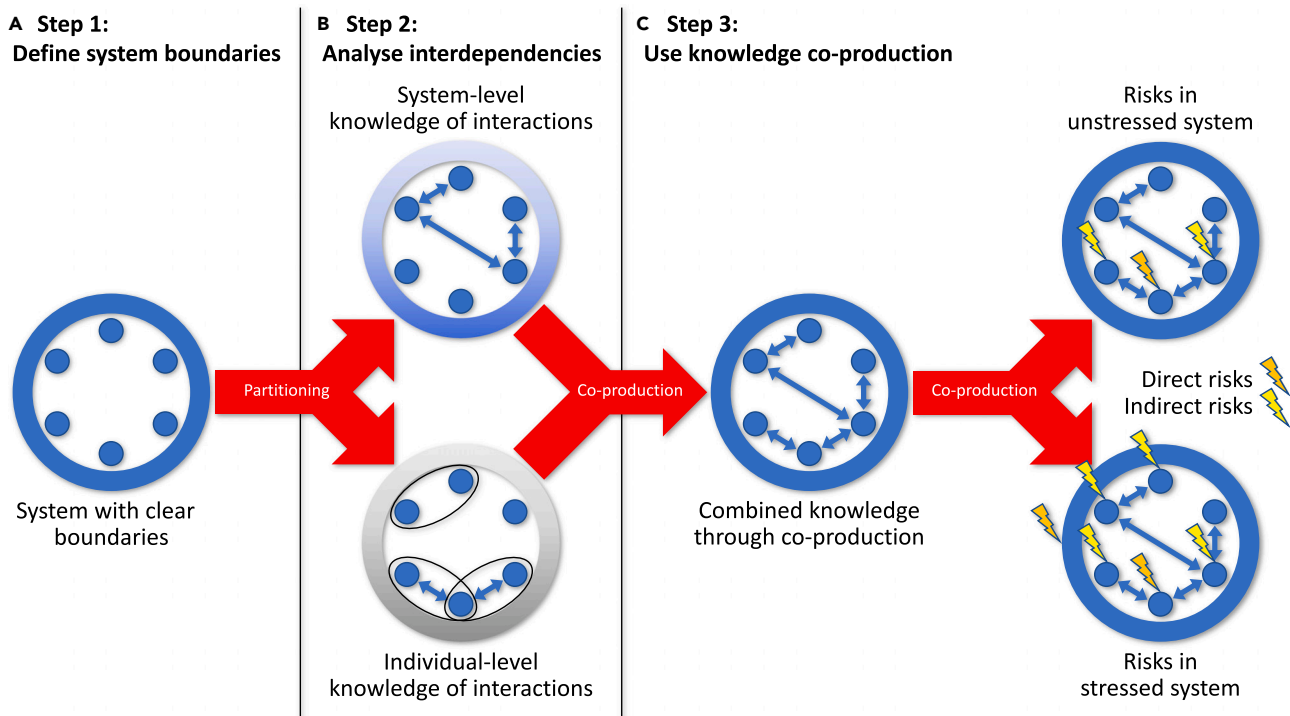 A Step 1:
Define system boundaries
B Step 2:
Analyse interdependencies
C Step 3:
Use knowledge co-production
System-level
knowledge of interactions
Risks in
unstressed system
Partitioning
Co-production
Co-production
Direct risks
Indirect risks
System with clear
boundaries
Combined knowledge
through co-production
Individual-level
knowledge of interactions
Risks in
stressed system